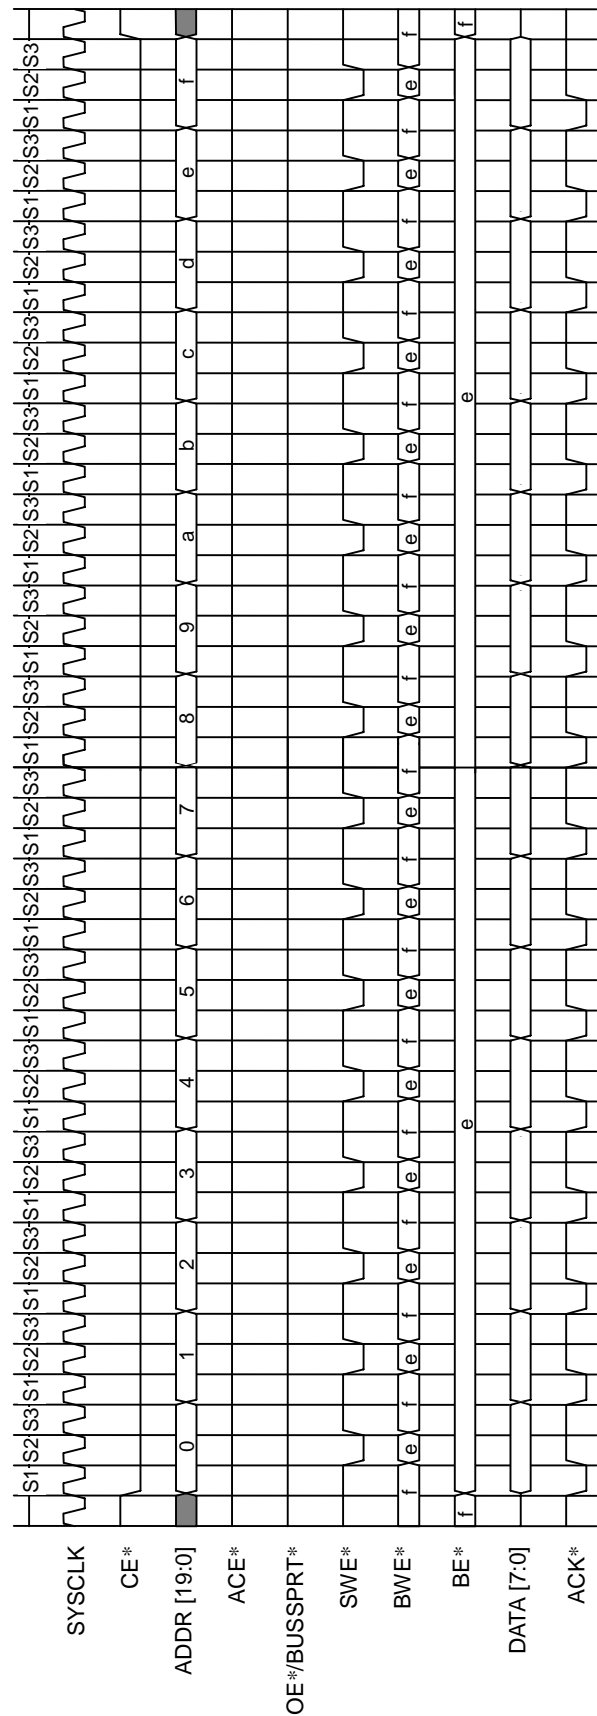 S1 S2 S3 S1 S2 S3 S1 S2 S3 S1 S2 S3 S1 S2 S3 S1 S2 S3 S1 S2 S3 S1 S2 S3 S1 S2 S3 S1 S2 S3 S1 S2 S3 S1 S2 S3 S1 S2 S3 S1 S2 S3 S1 S2 S3 S1 S2 S3
SYSCLK
CE*
ADDR [19:0] 0 1 2 3 4 5 6 7 8 9 a b c d e f
ACE*
OE*/BUSSPRT*
SWE*
BWE* f e f e f e f e f e f e f e f e f e f e f e f e f e f e f e f e f
BE* f e e f
DATA [7:0]
ACK*